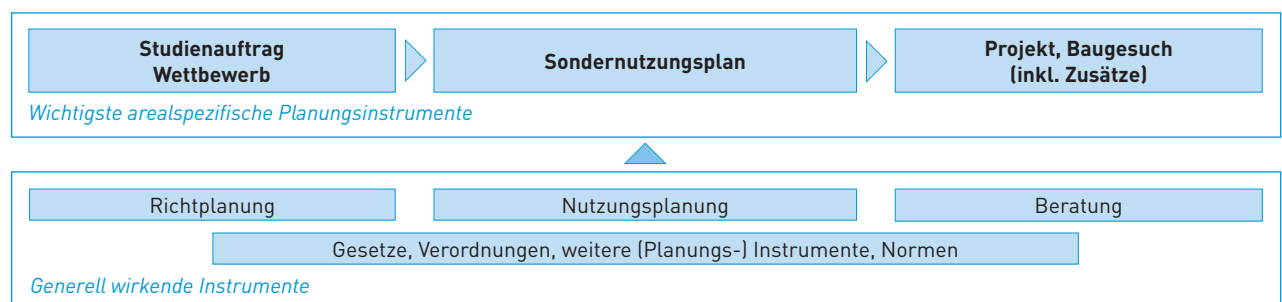 Studienauftrag
Wettbewerb
Sondernutzungsplan
Projekt, Baugesuch
(inkl. Zusätze)
Wichtigste arealspezifische Planungsinstrumente
Richtplanung
Nutzungsplanung
Beratung
Gesetze, Verordnungen, weitere (Planungs-) Instrumente, Normen
Generell wirkende Instrumente